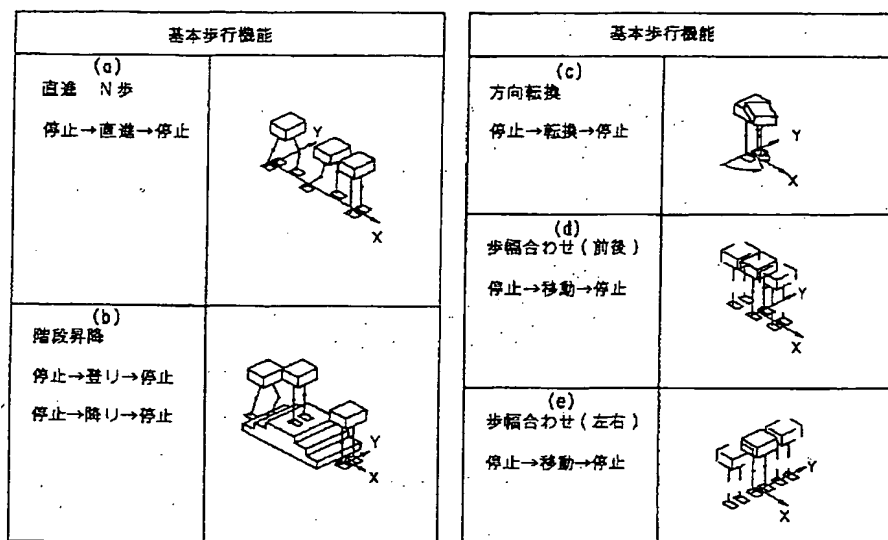 基本歩行機能
(a)
直進 N歩
停止→直進→停止
Y
X
(b)
階段昇降
停止→登り→停止
停止→降り→停止
Y
X
基本歩行機能
(c)
方向転換
停止→転換→停止
Y
X
(d)
歩幅合わせ(前後)
停止→移動→停止
Y
X
(e)
歩幅合わせ(左右)
停止→移動→停止
Y
X